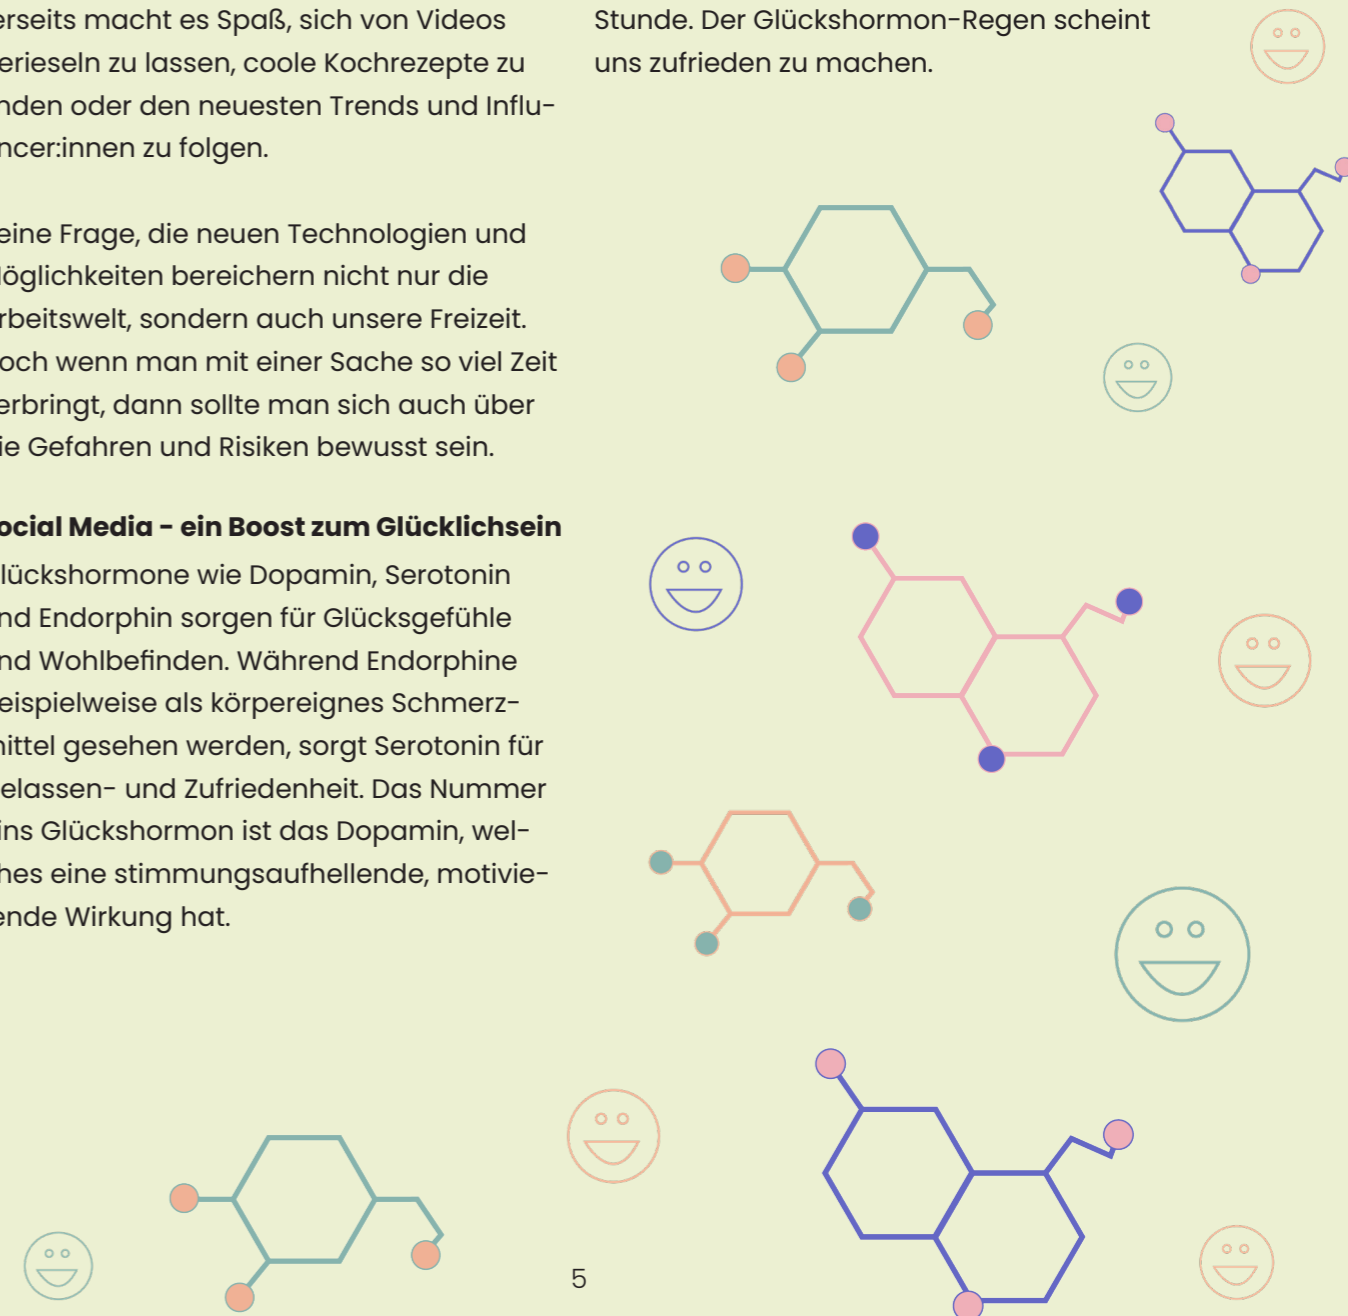 erseits macht es Spaß, sich von Videos
erieseln zu lassen, coole Kochrezepte zu
nden oder den neuesten Trends und Influ-
ncer:innen zu folgen.
eine Frage, die neuen Technologien und
öglichkeiten bereichern nicht nur die
rbeitswelt, sondern auch unsere Freizeit.
och wenn man mit einer Sache so viel Zeit
erbringt, dann sollte man sich auch über
ie Gefahren und Risiken bewusst sein.
ocial Media - ein Boost zum Glücklichsein
lückshormone wie Dopamin, Serotonin
nd Endorphin sorgen für Glücksgefühle
nd Wohlbefinden. Während Endorphine
eispielweise als körpereignes Schmerz-
ittel gesehen werden, sorgt Serotonin für
elassen- und Zufriedenheit. Das Nummer
ins Glückshormon ist das Dopamin, wel-
hes eine stimmungsaufhellende, motivie-
ende Wirkung hat.
Stunde. Der Glückshormon-Regen scheint
uns zufrieden zu machen.
5